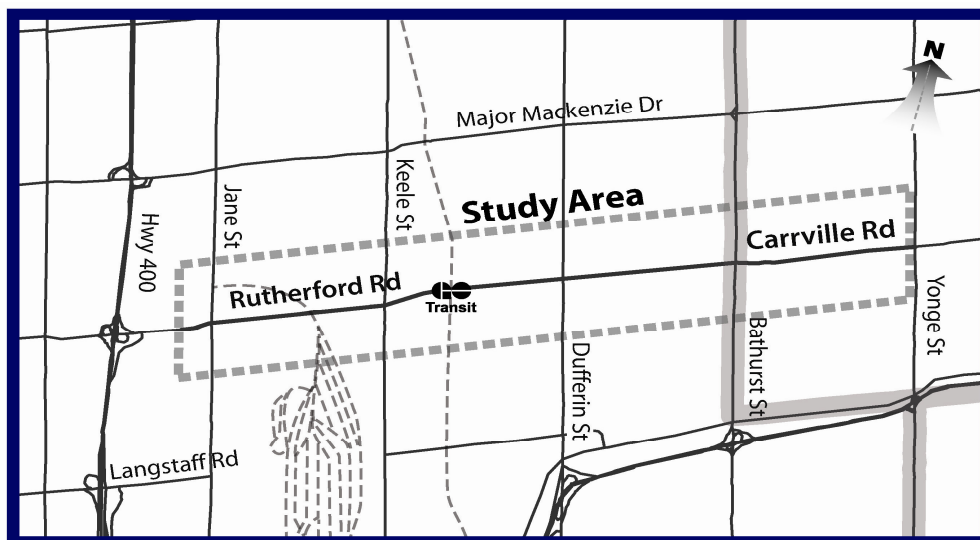 N
Major Mackenzie Dr
Keele St
Jane St
Study Area
Hwy 400
Carrville Rd
Rutherford Rd
Transit
Yonge St
Bathurst St
Dufferin St
Langstaff Rd